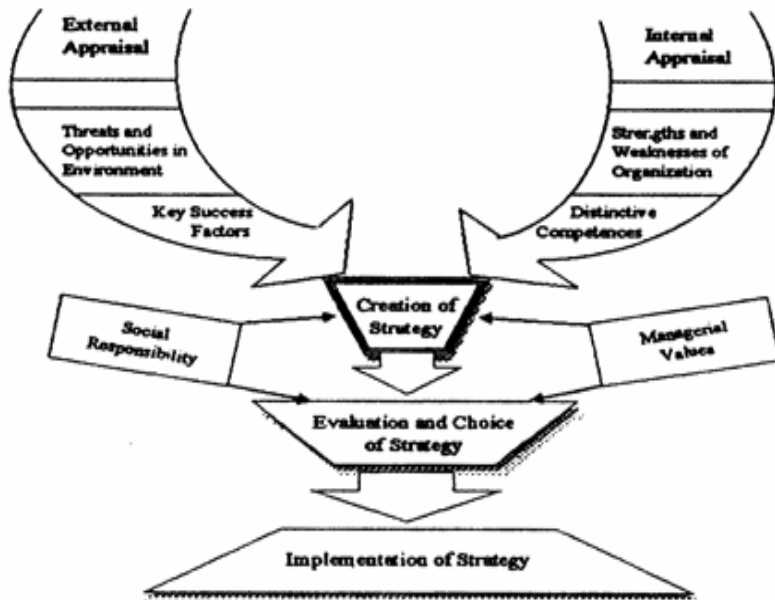 External
Appraisal
Internal
Appraisal
Threats and
Opportunities in
Environment
Strengths and
Weaknesses of
Organization
Key Success
Factors
Distinctive
Competences
Creation of
Strategy
Social
Responsibility
Managerial
Values
Evaluation and Choice
of Strategy
Implementation of Strategy